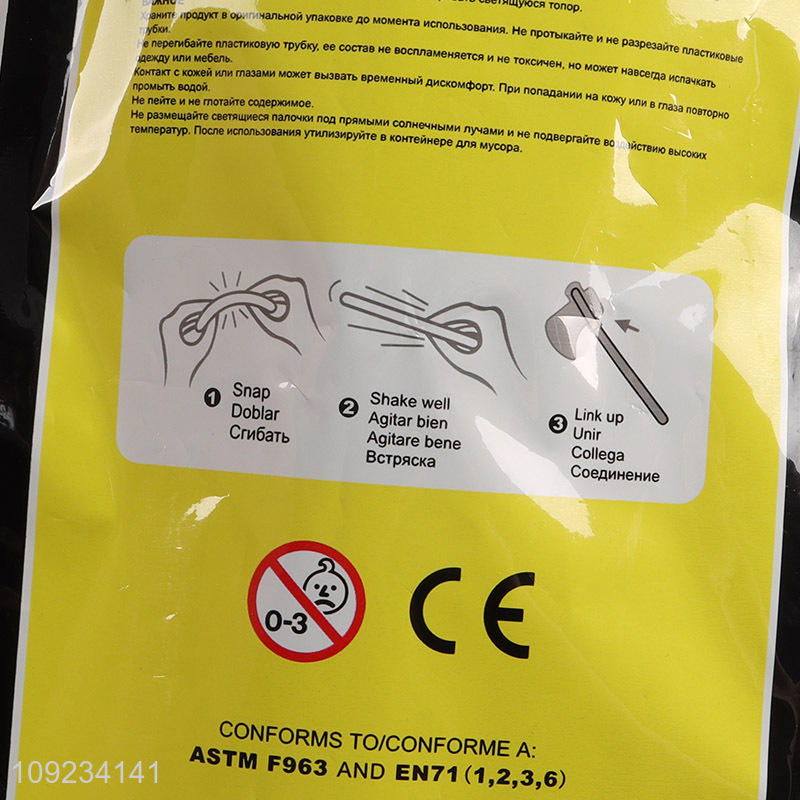 ВАЖНОЕ светящуюся топор.
Храните продукт в оригинальной упаковке до момента использования. Не протыкайте и не разрезайте пластиковые
трубки.
Не перегибайте пластиковую трубку, ее состав не воспламеняется и не токсичен, но может навсегда испачкать
одежду или мебель.
Контакт с кожей или глазами может вызвать временный дискомфорт. При попадании на кожу или в глаза повторно
промыть водой.
Не пейте и не глотайте содержимое.
Не размещайте светящиеся палочки под прямыми солнечными лучами и не подвергайте воздействию высоких
температур. После использования утилизируйте в контейнере для мусора.
1 Snap
Doblar
Сгибать
2 Shake well
Agitar bien
Agitare bene
Встряска
3 Link up
Unir
Collega
Соединение
0-3
CE
CONFORMS TO/CONFORME A:
ASTM F963 AND EN71(1,2,3,6)
109234141